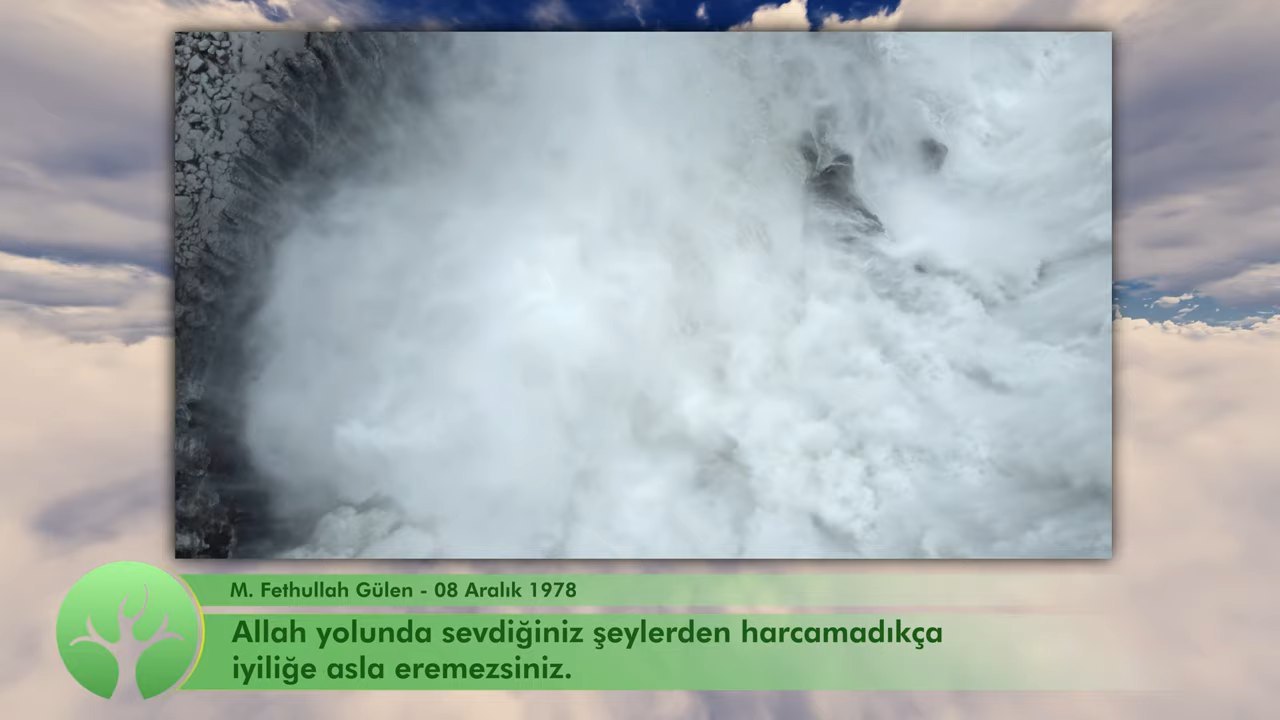 M. Fethullah Gülen - 08 Aralık 1978
Allah yolunda sevdiğiniz şeylerden harcamadıkça
iyiliğe asla eremezsiniz.